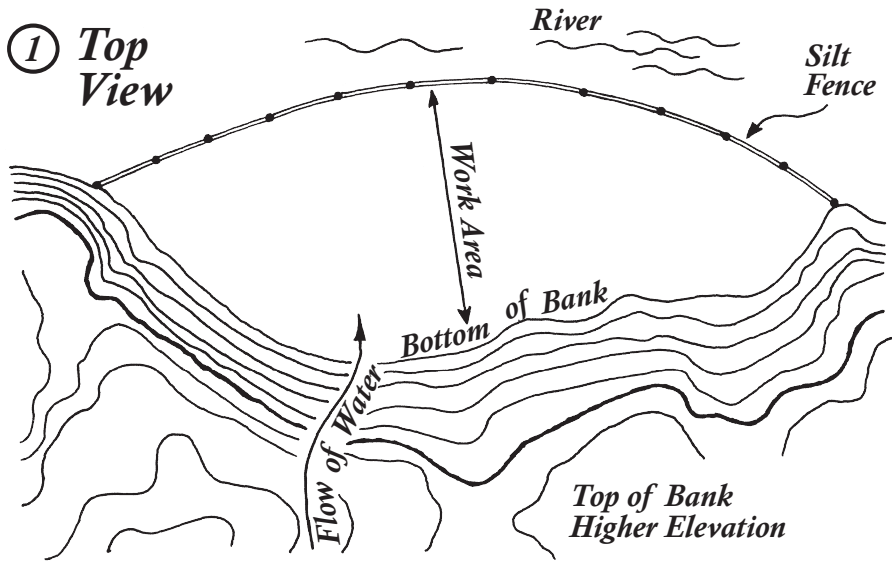 1 Top
View
River
Silt
Fence
Work Area
Bottom of Bank
Flow of Water
Top of Bank
Higher Elevation